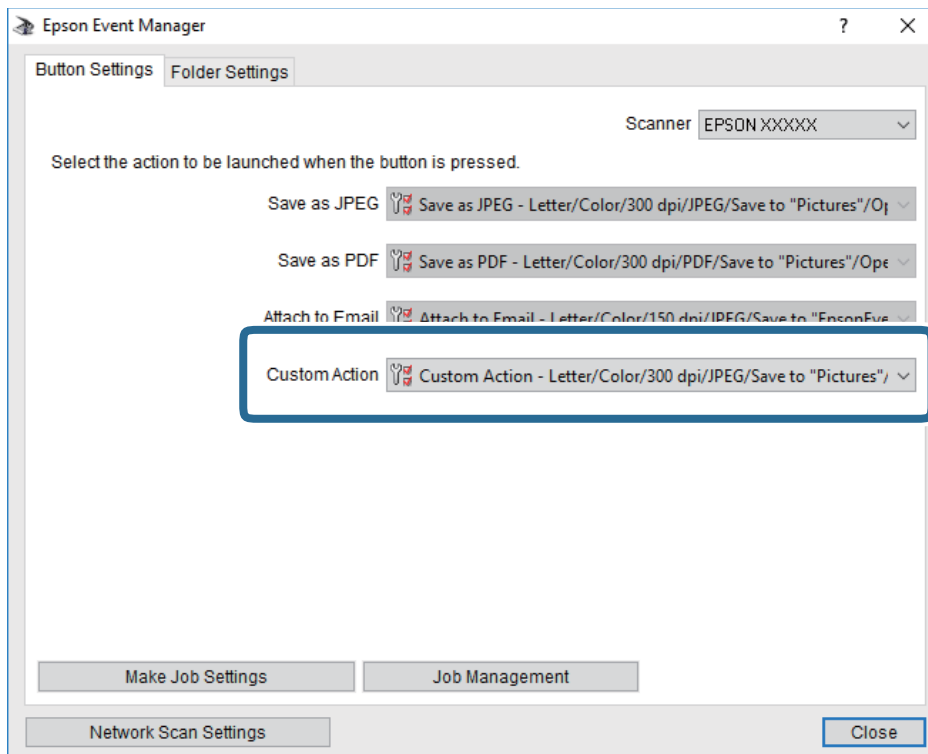 Epson Event Manager
Button Settings Folder Settings
Scanner EPSON XXXXX
Select the action to be launched when the button is pressed.
Save as JPEG Save as JPEG - Letter/Color/300 dpi/JPEG/Save to "Pictures"/Op
Save as PDF Save as PDF - Letter/Color/300 dpi/PDF/Save to "Pictures"/Ope
Attach to Email Attach to Email - Letter/Color/150 dpi/JPEG/Save to "EpsonEve
Custom Action Custom Action - Letter/Color/300 dpi/JPEG/Save to "Pictures"/
Make Job Settings Job Management
Network Scan Settings Close